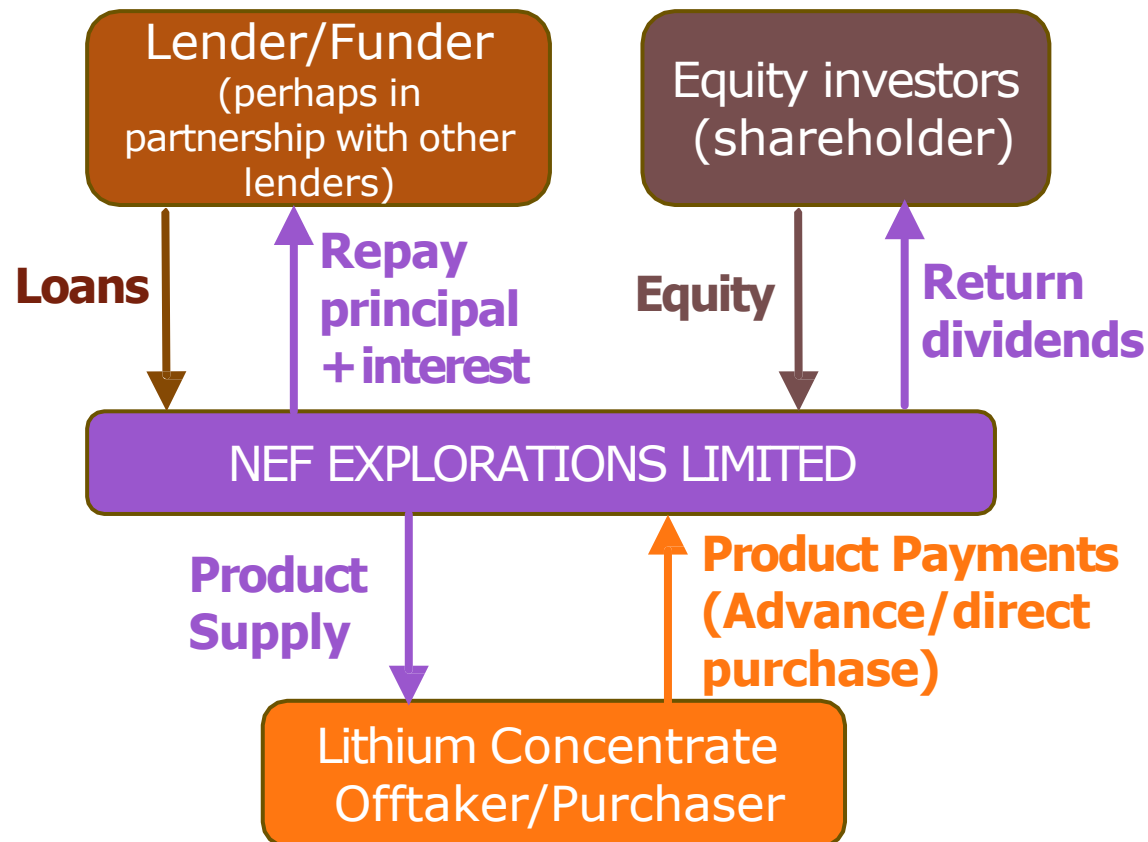 Lender/Funder
(perhaps in
partnership with other
lenders)
Equity investors
(shareholder)
Loans
Repay
principal
+ interest
Equity
Return
dividends
NEF EXPLORATIONS LIMITED
Product
Supply
Product Payments
(Advance/direct
purchase)
Lithium Concentrate
Offtaker/Purchaser